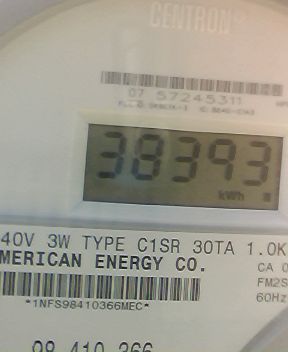 CENTRON®
07 57245311
38393
kWh
40V 3W TYPE C1SR 30TA 1.0K
MERICAN ENERGY CO.
CA 0
FM2S
60Hz
*1NFS98410366MEC*
98 410 366